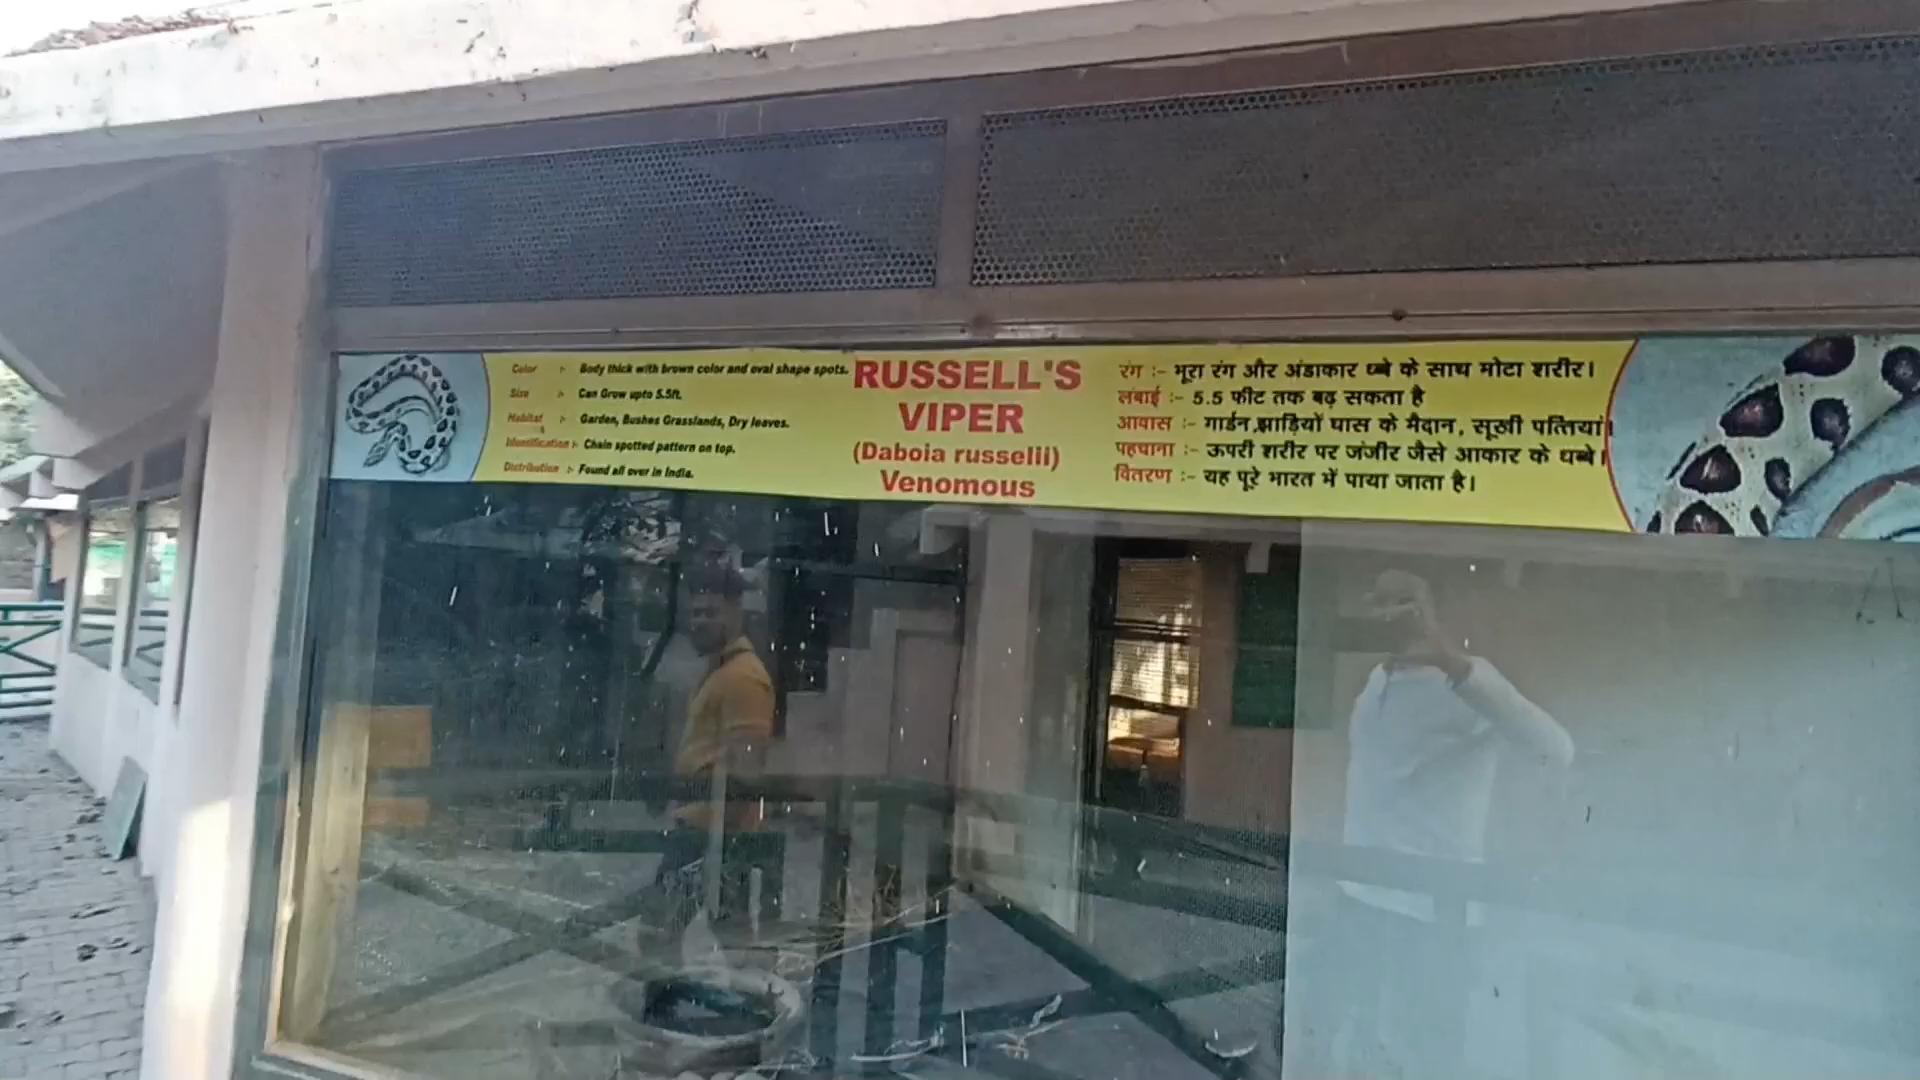 Color :- Body thick with brown color and oval shape spots.
Size :- Can Grow upto 5.5ft.
Habitat :- Garden, Bushes Grasslands, Dry leaves.
Identification :- Chain spotted pattern on top.
Distribution :- Found all over in India.
RUSSELL'S
VIPER
(Daboia russelii)
Venomous
रंग :- भूरा रंग और अंडाकार धब्बे के साथ मोटा शरीर।
लंबाई :- 5.5 फीट तक बढ़ सकता है
आवास :- गार्डन,झाड़ियों घास के मैदान, सूखी पत्तियां।
पहचाना :- ऊपरी शरीर पर जंजीर जैसे आकार के धब्बे।
वितरण :- यह पूरे भारत में पाया जाता है।